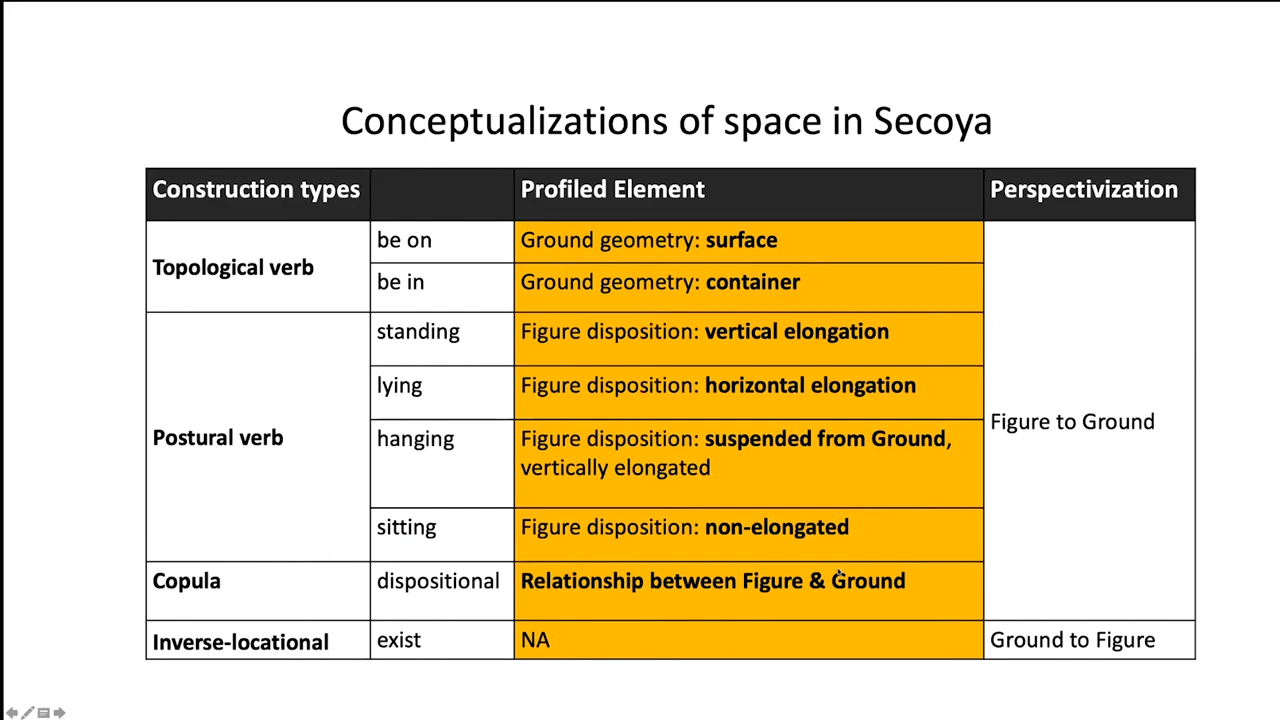 Conceptualizations of space in Secoya
Construction types Profiled Element Perspectivization
Topological verb
be on Ground geometry: surface
be in Ground geometry: container
Postural verb
standing Figure disposition: vertical elongation
lying Figure disposition: horizontal elongation
hanging Figure disposition: suspended from Ground,
vertically elongated
sitting Figure disposition: non-elongated
Figure to Ground
Copula dispositional Relationship between Figure & Ground
Inverse-locational exist NA Ground to Figure